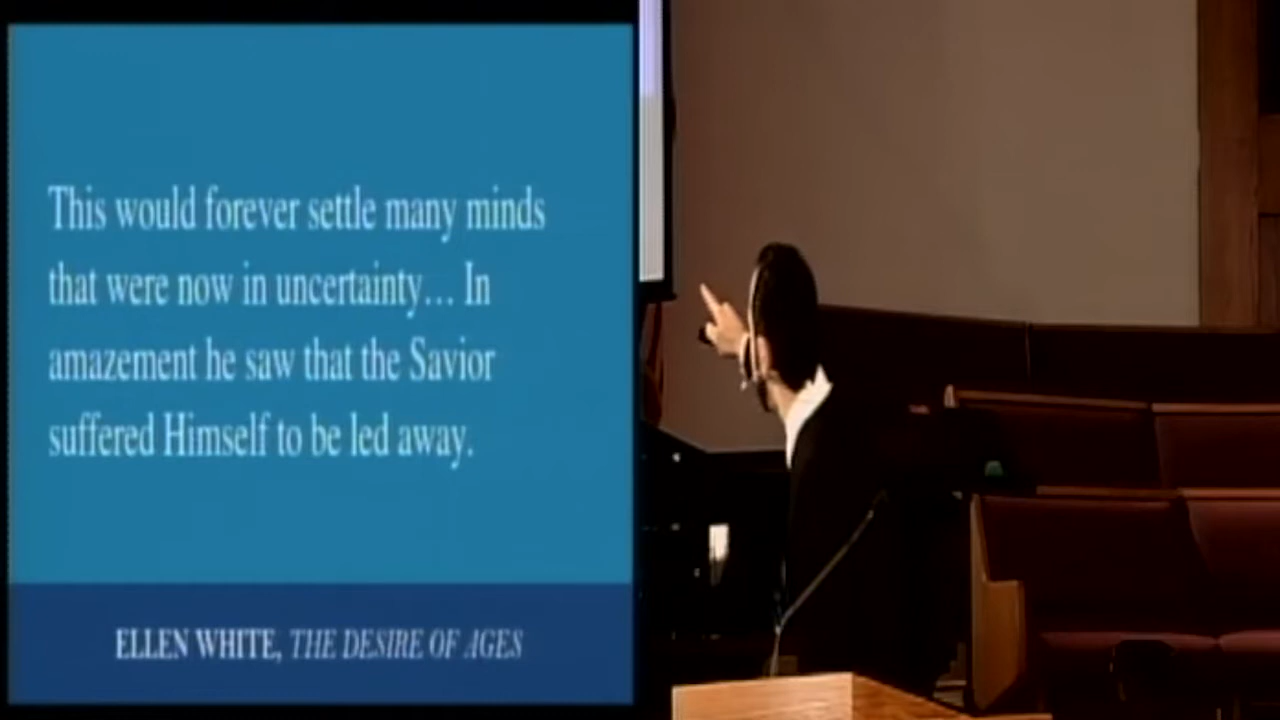 This would forever settle many minds
that were now in uncertainty… In
amazement he saw that the Savior
suffered Himself to be led away.
ELLEN WHITE, THE DESIRE OF AGES